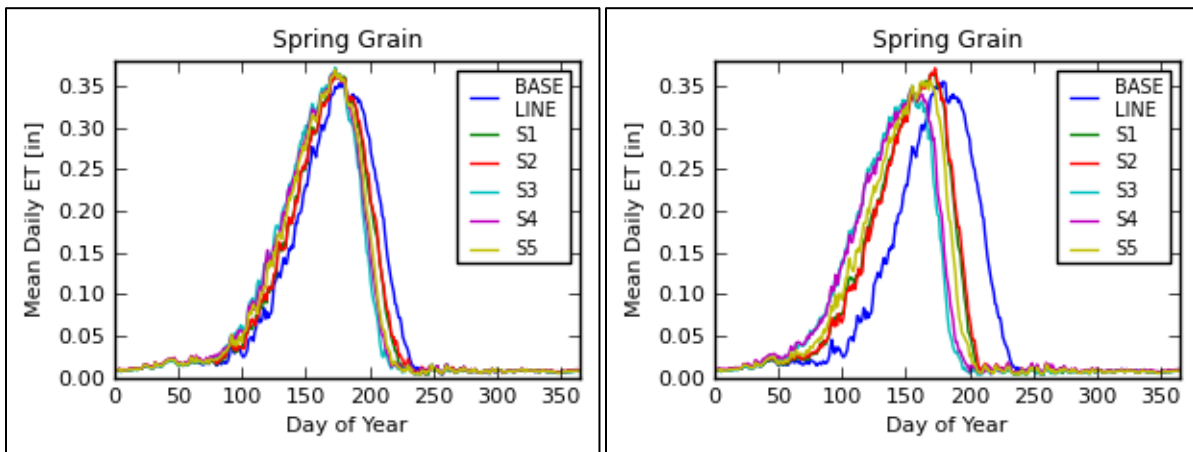 Spring Grain
Mean Daily ET [in]
0.35
0.30
0.25
0.20
0.15
0.10
0.05
0.00
0 50 100 150 200 250 300 350
Day of Year
BASE
LINE
S1
S2
S3
S4
S5
Spring Grain
Mean Daily ET [in]
0.35
0.30
0.25
0.20
0.15
0.10
0.05
0.00
0 50 100 150 200 250 300 350
Day of Year
BASE
LINE
S1
S2
S3
S4
S5